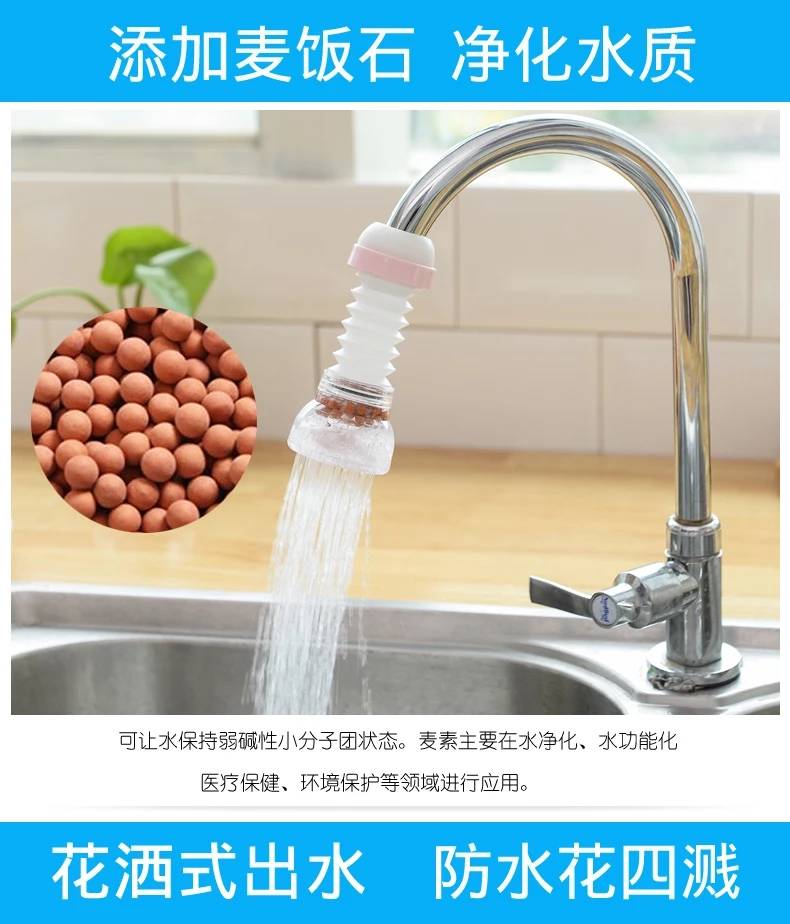 添加麦饭石 净化水质
可让水保持弱碱性小分子团状态。麦素主要在水净化、水功能化
医疗保健、环境保护等领域进行应用。
花洒式出水 防水花四溅